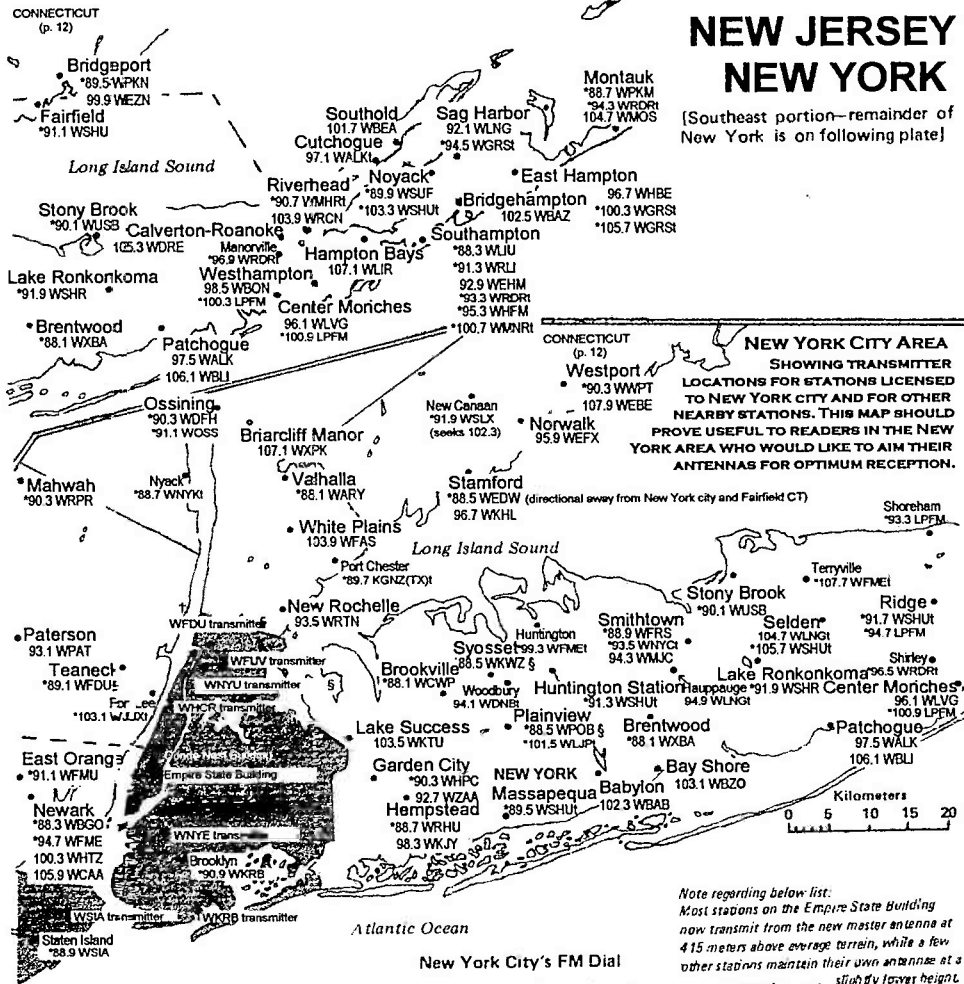 CONNECTICUT
(p. 12)
Bridgeport
*89.5 WPKN
99.9 WEZN
Fairfield
*91.1 WSHU
Long Island Sound
NEW JERSEY
NEW YORK
[Southeast portion—remainder of
New York is on following plate]
Montauk
*88.7 WPKM
*94.3 WRDRt
104.7 WMOS
Southold
101.7 WBEA
Sag Harbor
92.1 WLNG
*94.5 WGRSt
Cutchogue
97.1 WALKt
Riverhead
*90.7 WMHRt
103.9 WRCN
Noyack
*89.9 WSUF
*103.3 WSHUt
East Hampton
96.7 WHBE
*100.3 WGRSt
*105.7 WGRSt
Bridgehampton
102.5 WBAZ
Stony Brook
*90.1 WUSB
Calverton-Roanoke
105.3 WDRE
Manorville
*96.9 WRDRt
Hampton Bays
107.1 WLIR
Southampton
*88.3 WLIU
*91.3 WRLI
92.9 WEHM
*93.3 WRDRt
*95.3 WHFM
*100.7 WMNRt
Lake Ronkonkoma
*91.9 WSHR
Westhampton
98.5 WBON
*100.3 LPFM
Center Moriches
96.1 WLVG
*100.9 LPFM
Brentwood
*88.1 WXBA
Patchogue
97.5 WALK
106.1 WBLI
CONNECTICUT
(p. 12)
NEW YORK CITY AREA
SHOWING TRANSMITTER
LOCATIONS FOR STATIONS LICENSED
TO NEW YORK CITY AND FOR OTHER
NEARBY STATIONS. THIS MAP SHOULD
PROVE USEFUL TO READERS IN THE NEW
YORK AREA WHO WOULD LIKE TO AIM THEIR
ANTENNAS FOR OPTIMUM RECEPTION.
Westport
*90.3 WWPT
107.9 WEBE
Ossining
*90.3 WDFH
*91.1 WOSS
New Canaan
*91.9 WSLX
(seeks 102.3)
Norwalk
95.9 WEFX
Briarcliff Manor
107.1 WXPK
Mahwah
*90.3 WRPR
Nyack
*88.7 WNYKt
Valhalla
*88.1 WARY
Stamford
*88.5 WEDW (directional away from New York city and Fairfield CT)
96.7 WKHL
White Plains
103.9 WFAS
Long Island Sound
Shoreham
*93.3 LPFM
Port Chester
*89.7 KGNZ(TX)t
Terryville
*107.7 WFMEt
Stony Brook
*90.1 WUSB
New Rochelle
93.5 WRTN
WFDU transmitter
Ridge
*91.7 WSHUt
*94.7 LPFM
Paterson
93.1 WPAT
Huntington
*99.3 WFMEt
Smithtown
*88.9 WFRS
*93.5 WNYCt
94.3 WMJC
Selden
104.7 WLNGt
*105.7 WSHUt
Teaneck
*89.1 WFDU
WFUV transmitter
WNYU transmitter
§
Syosset
*88.5 WKWZ §
Brookville
*88.1 WCWP
Woodbury
94.1 WDNBt
Huntington Station
*91.3 WSHUt
Hauppauge
94.9 WLNGt
Lake Ronkonkoma
*91.9 WSHR
Shirley
*96.5 WRDRt
Center Moriches
96.1 WLVG
*100.9 LPFM
Fort Lee
*103.1 WJUXt
WHCR transmitter
Lake Success
103.5 WKTU
Plainview
*88.5 WPOB §
*101.5 WLJPt
Brentwood
*88.1 WXBA
Patchogue
97.5 WALK
106.1 WBLI
East Orange
*91.1 WFMU
Empire State Building
Garden City
*90.3 WHPC
92.7 WZAA
NEW YORK
Massapequa
*89.5 WSHUt
Babylon
102.3 WBAB
Bay Shore
103.1 WBZO
Newark
*88.3 WBGO
*94.7 WFME
100.3 WHTZ
105.9 WCAA
Hempstead
*88.7 WRHU
98.3 WKJY
Kilometers
0 5 10 15 20
WNYE transmitter
Brooklyn
*90.9 WKRB
WSIA transmitter
WKRB transmitter
Staten Island
*88.9 WSIA
Atlantic Ocean
New York City's FM Dial
Note regarding below list:
Most stations on the Empire State Building
now transmit from the new master antenna at
415 meters above average terrain, while a few
other stations maintain their own antennas at a
slightly lower height.